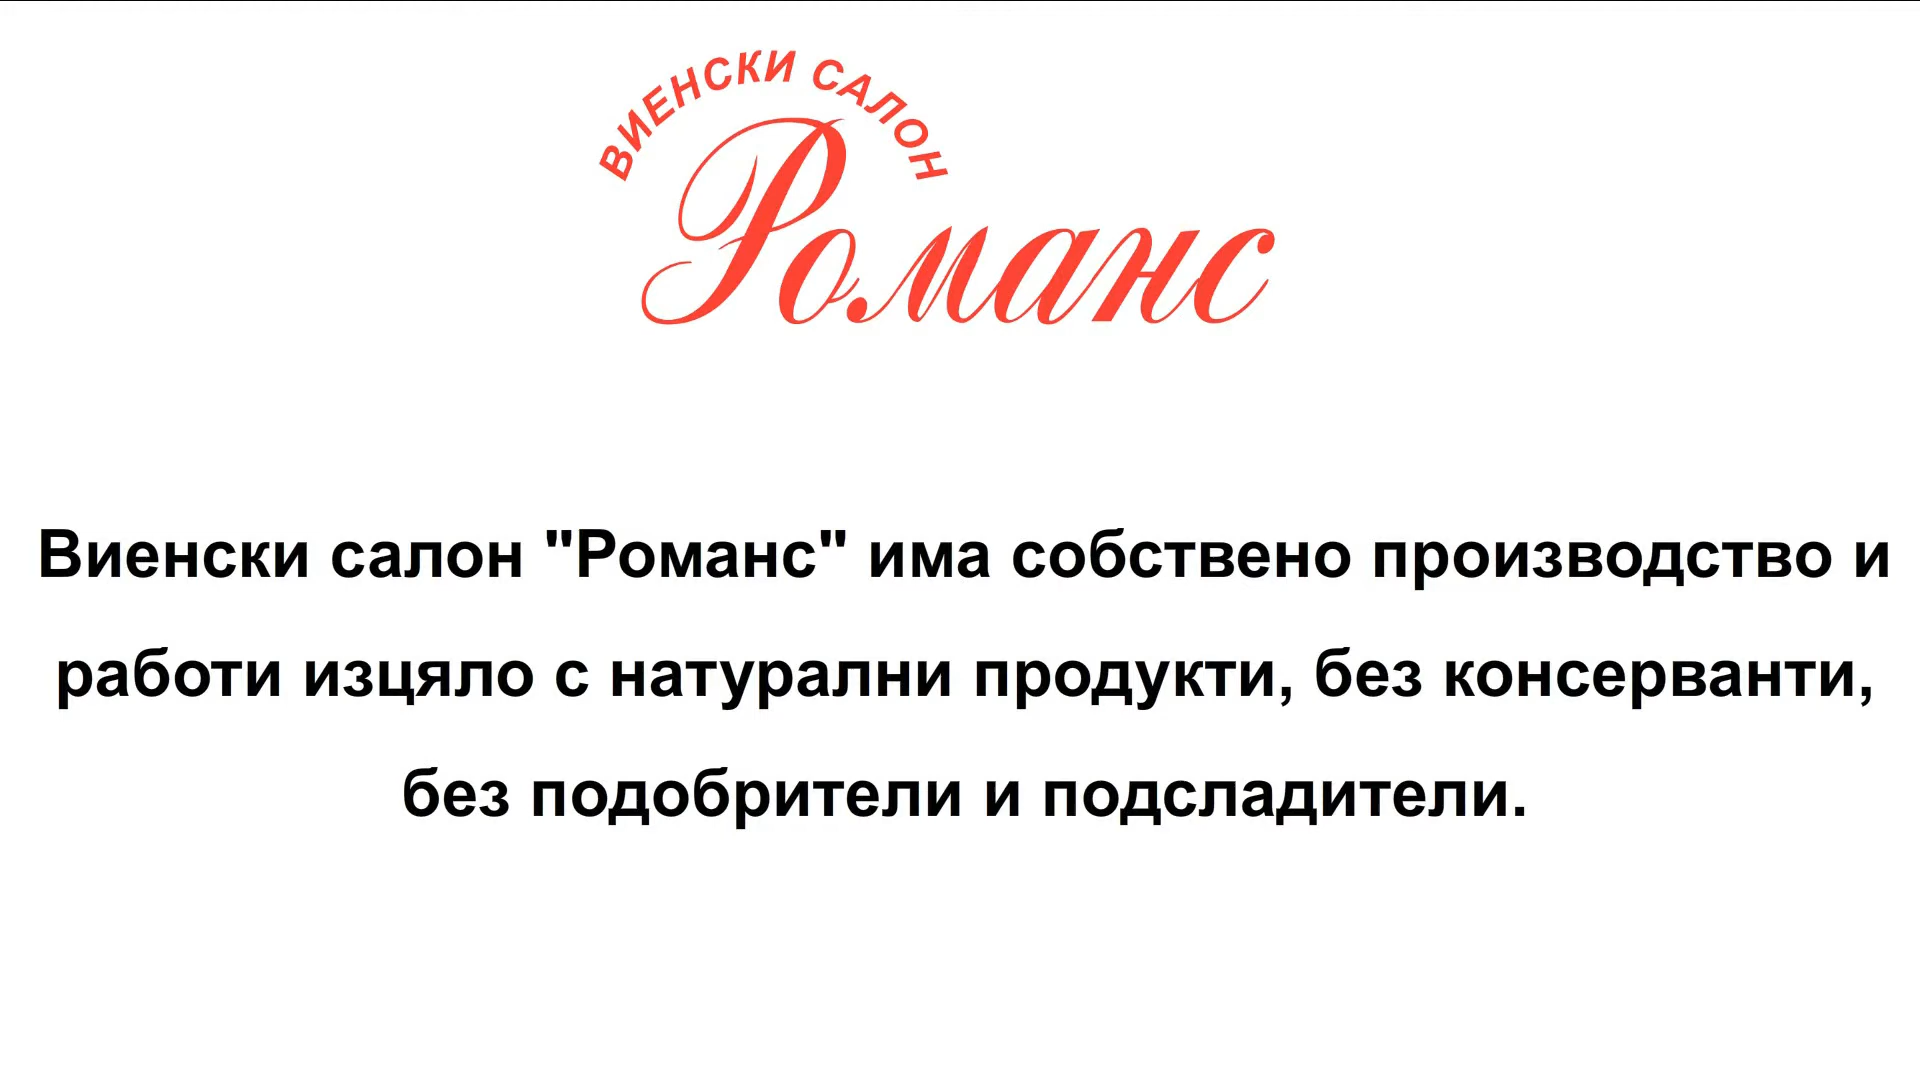 ВИЕНСКИ САЛОН
Романс
Виенски салон "Романс" има собствено производство и
работи изцяло с натурални продукти, без консерванти,
без подобрители и подсладители.